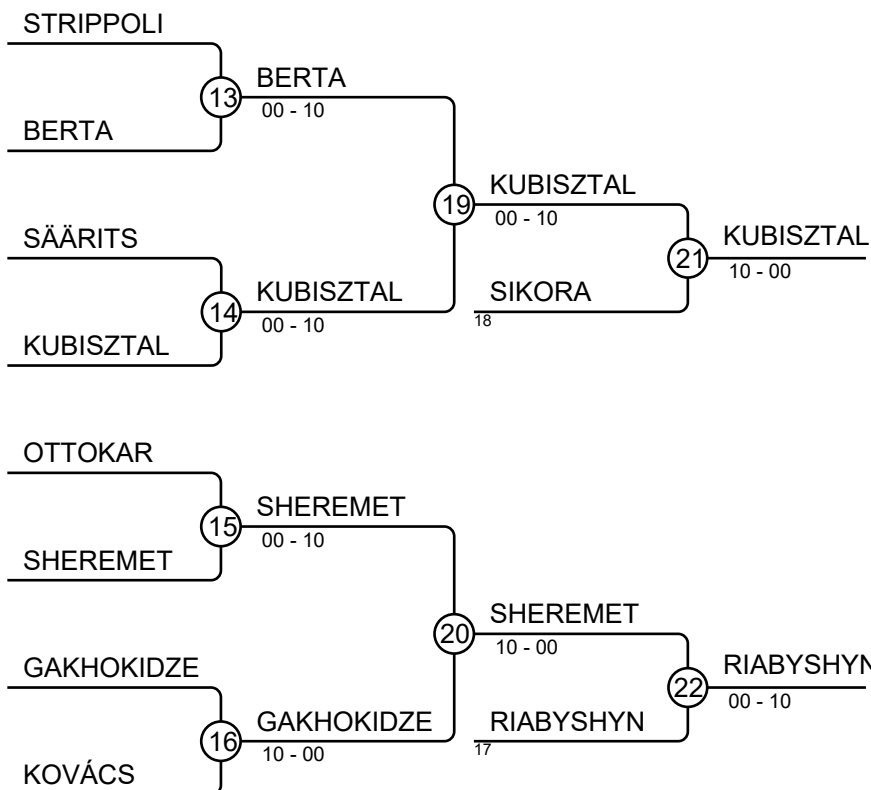 STRIPPOLI
13
BERTA
00 - 10
BERTA
19
KUBISZTAL
00 - 10
SÄÄRITS
14
KUBISZTAL
00 - 10
KUBISZTAL
21
KUBISZTAL
10 - 00
SIKORA
18
OTTOKAR
15
SHEREMET
00 - 10
SHEREMET
20
SHEREMET
10 - 00
GAKHOKIDZE
16
GAKHOKIDZE
10 - 00
KOVÁCS
22
RIABYSHYN
00 - 10
RIABYSHYN
17